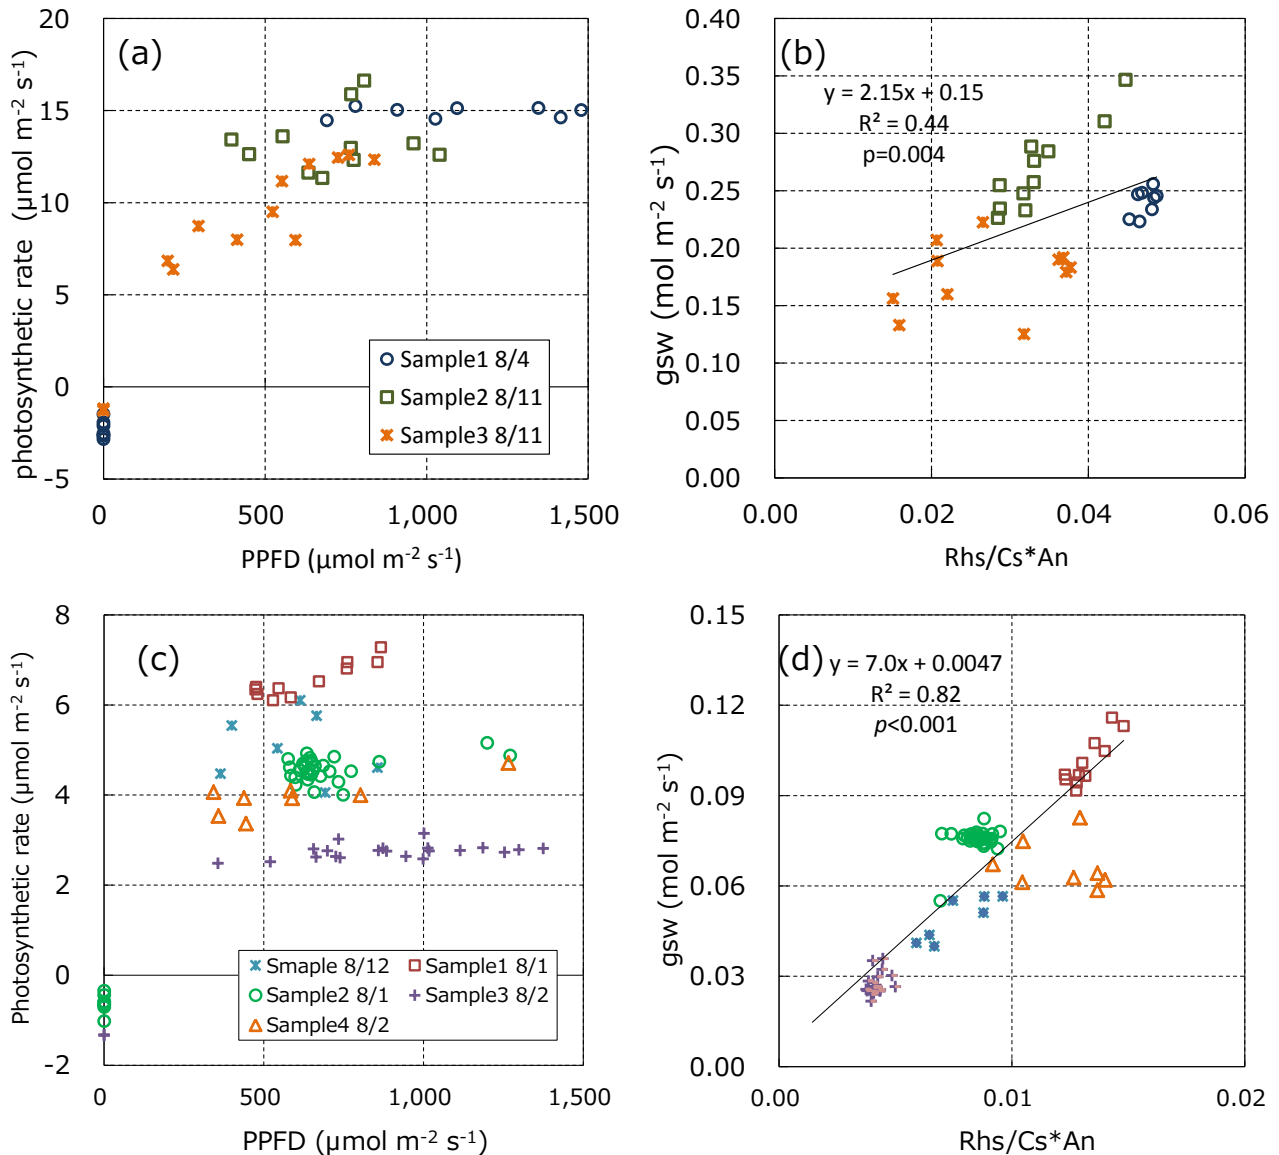 (a)
20
15
10
5
0
-5
photosynthetic rate (µmol m-2 s-1)
Sample1 8/4
Sample2 8/11
Sample3 8/11
0 500 1,000 1,500
PPFD (µmol m-2 s-1)
(b)
0.40
0.35
0.30
0.25
0.20
0.15
0.10
0.05
0.00
gsw (mol m-2 s-1)
y = 2.15x + 0.15
R² = 0.44
p=0.004
0.00 0.02 0.04 0.06
Rhs/Cs*An
(c)
8
6
4
2
0
-2
Photosynthetic rate (µmol m-2 s-1)
Smaple 8/12 Sample1 8/1
Sample2 8/1 Sample3 8/2
Sample4 8/2
0 500 1,000 1,500
PPFD (µmol m-2 s-1)
(d)
0.15
0.12
0.09
0.06
0.03
0.00
gsw (mol m-2 s-1)
y = 7.0x + 0.0047
R² = 0.82
p<0.001
0.00 0.01 0.02
Rhs/Cs*An